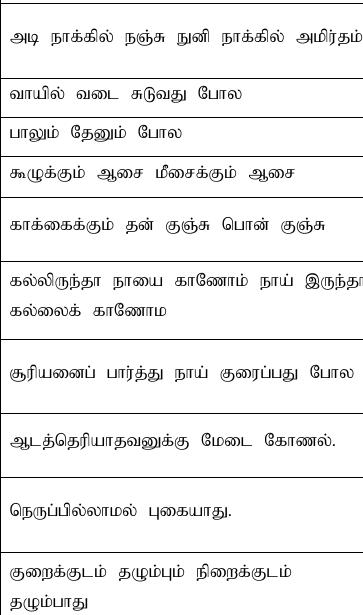 அடி நாக்கில் நஞ்சு நுனி நாக்கில் அமிர்தம்
வாயில் வடை சுடுவது போல
பாலும் தேனும் போல
கூழுக்கும் ஆசை மீசைக்கும் ஆசை
காக்கைக்கும் தன் குஞ்சு பொன் குஞ்சு
கல்லிருந்தா நாயை காணோம் நாய் இருந்தா
கல்லைக் காணோம
சூரியனைப் பார்த்து நாய் குரைப்பது போல
ஆடத்தெரியாதவனுக்கு மேடை கோணல்.
நெருப்பில்லாமல் புகையாது.
குறைக்குடம் தழும்பும் நிறைக்குடம்
தழும்பாது